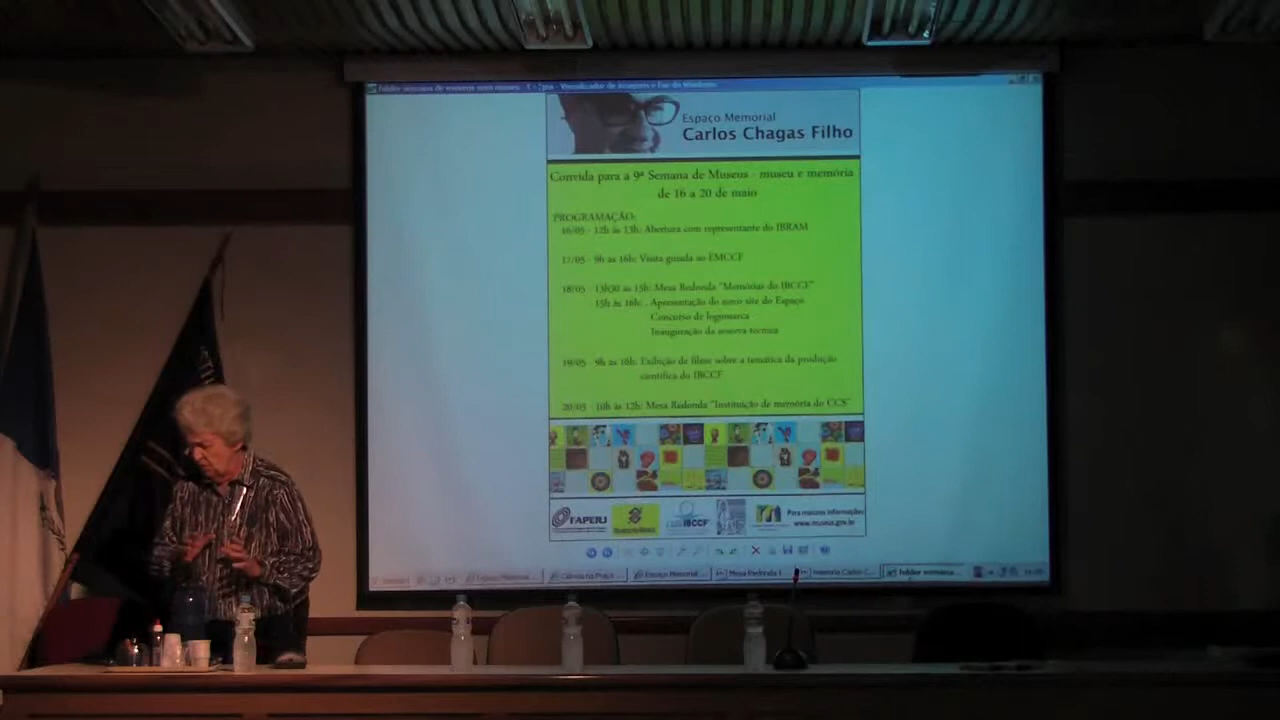 Espaço Memorial
Carlos Chagas Filho
Convida para a 9ª Semana de Museus - museu e memória
de 16 a 20 de maio
PROGRAMAÇÃO:
16/05 - 12h às 13h: Abertura com representante do IBRAM
17/05 - 9h às 16h: Visita guiada ao EMCCF
18/05 - 13h30 às 15h: Mesa Redonda "Memórias do IBCCF"
15h às 16h: . Apresentação do novo site do Espaço
Concurso de logomarca
Inauguração da reserva técnica
19/05 - 9h às 16h: Exibição de filme sobre a temática da produção
científica do IBCCF
20/05 - 10h às 12h: Mesa Redonda "Instituição de memória do CCS"
FAPERJ
IBCCF
Para maiores informações
www.museus.gov.br
Espaço Memorial
Mesa Redonda